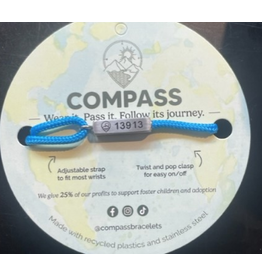 COMPASS
Wear it. Pass it. Follow its journey.
13913
Adjustable strap
to fit most wrists
Twist and pop clasp
for easy on/off
We give 25% of our profits to support foster children and adoption
@compassbracelets
Made with recycled plastics and stainless steel